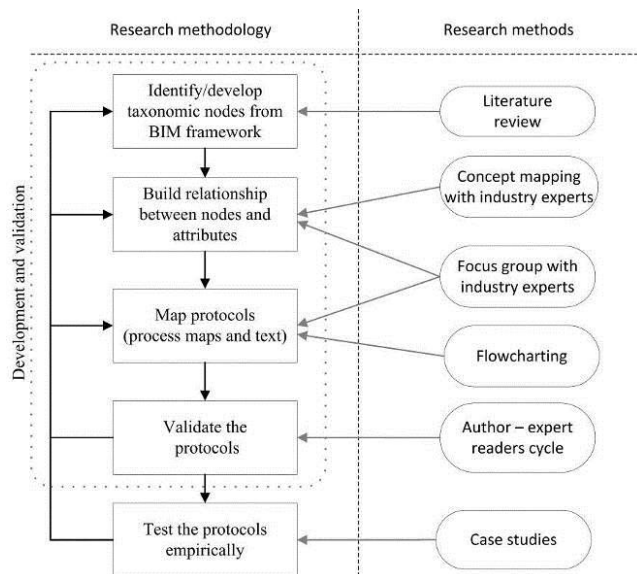 Research methodology
Research methods
Development and validation
Identify/develop
taxonomic nodes from
BIM framework
Literature
review
Build relationship
between nodes and
attributes
Concept mapping
with industry experts
Focus group with
industry experts
Map protocols
(process maps and text)
Flowcharting
Validate the
protocols
Author – expert
readers cycle
Test the protocols
empirically
Case studies